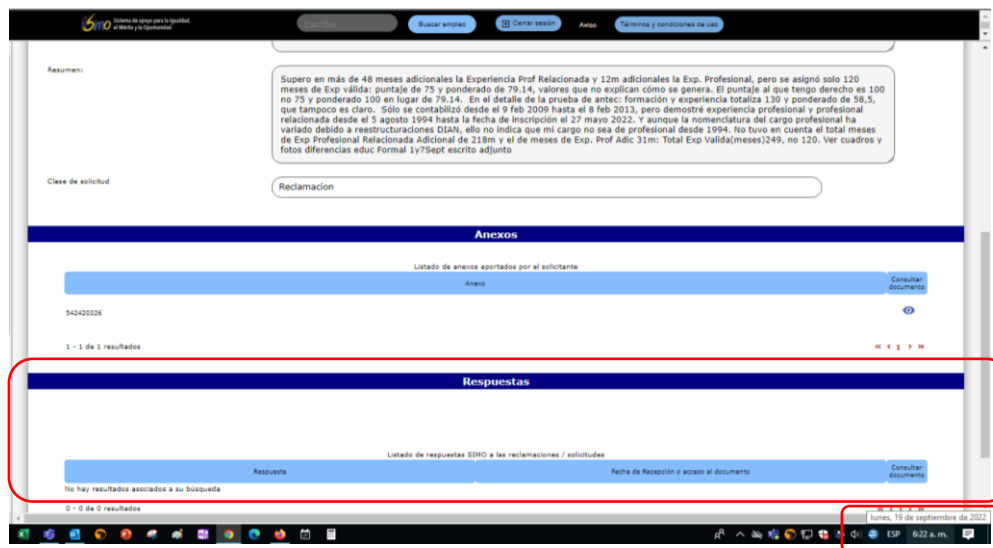 Simo Sistema de apoyo para la Igualdad,
el Mérito y la Oportunidad
Escriba
Buscar empleo
Cerrar sesión
Aviso
Términos y condiciones de uso
Resumen:
Supero en más de 48 meses adicionales la Experiencia Prof Relacionada y 12m adicionales la Exp. Profesional, pero se asignó solo 120
meses de Exp válida: puntaje de 75 y ponderado de 79.14, valores que no explican cómo se genera. El puntaje al que tengo derecho es 100
no 75 y ponderado 100 en lugar de 79.14. En el detalle de la prueba de antec: formación y experiencia totaliza 130 y ponderado de 58,5,
que tampoco es claro. Sólo se contabilizó desde el 9 feb 2009 hasta el 8 feb 2013, pero demostré experiencia profesional y profesional
relacionada desde el 5 agosto 1994 hasta la fecha de inscripción el 27 mayo 2022. Y aunque la nomenclatura del cargo profesional ha
variado debido a reestructuraciones DIAN, ello no indica que mi cargo no sea de profesional desde 1994. No tuvo en cuenta el total meses
de Exp Profesional Relacionada Adicional de 218m y el de meses de Exp. Prof Adic 31m: Total Exp Valida(meses)249, no 120. Ver cuadros y
fotos diferencias educ Formal 1y7Sept escrito adjunto
Clase de solicitud
Reclamacion
Anexos
Listado de anexos aportados por el solicitante
Anexo
Consultar
documento
542420326
1 - 1 de 1 resultados
« ‹ 1 › »
Respuestas
Listado de respuestas SIMO a las reclamaciones / solicitudes
Respuesta
Fecha de Recepción o acceso al documento
Consultar
documento
No hay resultados asociados a su búsqueda
0 - 0 de 0 resultados
lunes, 19 de septiembre de 2022
ESP
6:22 a. m.